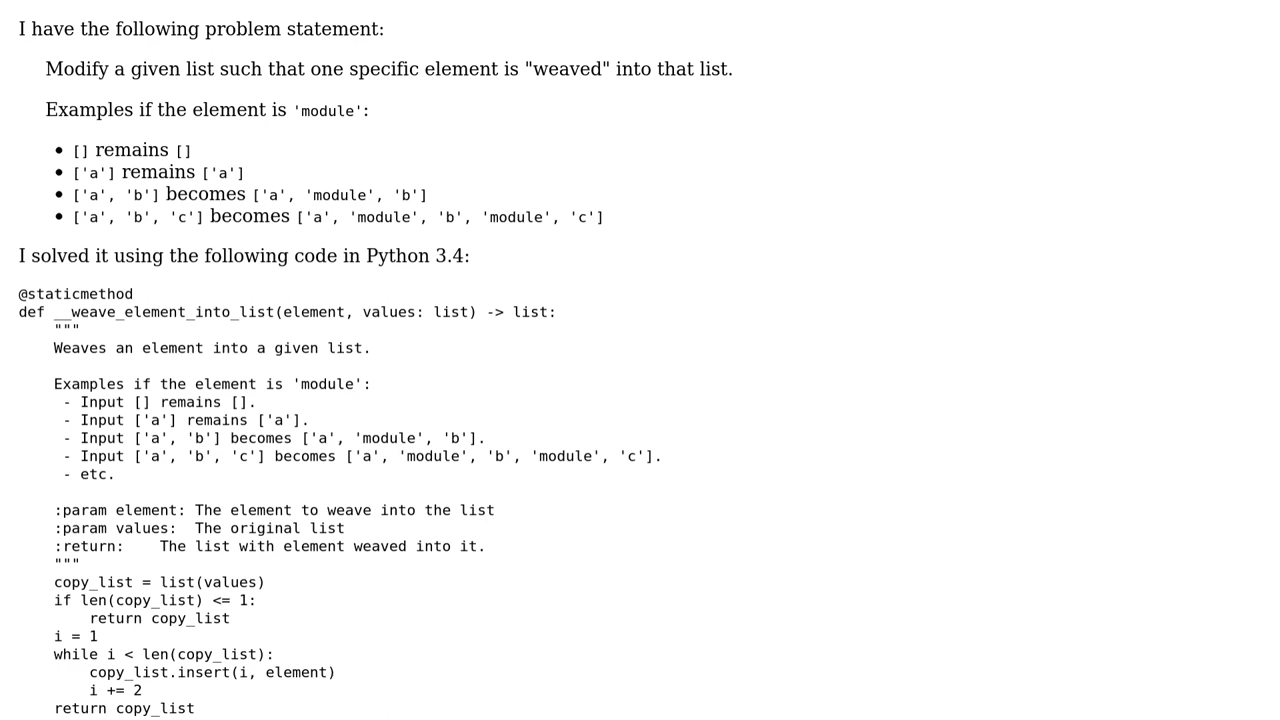 I have the following problem statement:
Modify a given list such that one specific element is "weaved" into that list.
Examples if the element is 'module':
• [] remains []
• ['a'] remains ['a']
• ['a', 'b'] becomes ['a', 'module', 'b']
• ['a', 'b', 'c'] becomes ['a', 'module', 'b', 'module', 'c']
I solved it using the following code in Python 3.4:
@staticmethod
def __weave_element_into_list(element, values: list) -> list:
    """
    Weaves an element into a given list.

    Examples if the element is 'module':
     - Input [] remains [].
     - Input ['a'] remains ['a'].
     - Input ['a', 'b'] becomes ['a', 'module', 'b'].
     - Input ['a', 'b', 'c'] becomes ['a', 'module', 'b', 'module', 'c'].
     - etc.

    :param element: The element to weave into the list
    :param values:  The original list
    :return:    The list with element weaved into it.
    """
    copy_list = list(values)
    if len(copy_list) <= 1:
        return copy_list
    i = 1
    while i < len(copy_list):
        copy_list.insert(i, element)
        i += 2
    return copy_list